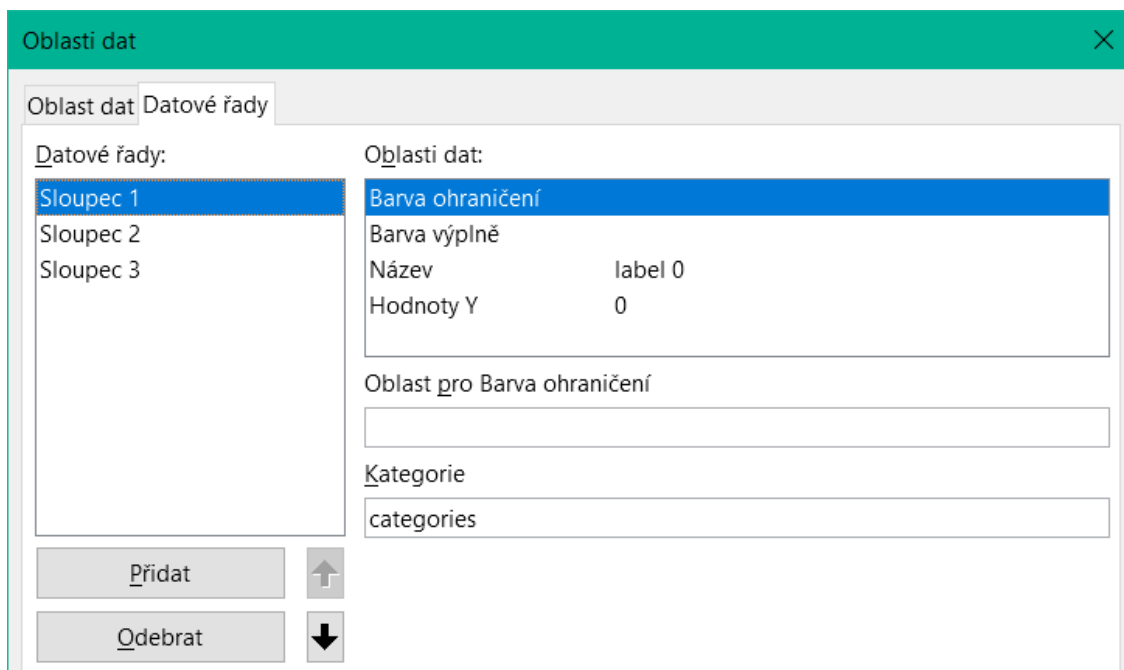 Oblasti dat
Oblast dat Datové řady
Datové řady:
Sloupec 1
Sloupec 2
Sloupec 3
Přidat
Odebrat
Oblasti dat:
Barva ohraničení
Barva výplně
Název label 0
Hodnoty Y 0
Oblast pro Barva ohraničení
Kategorie
categories